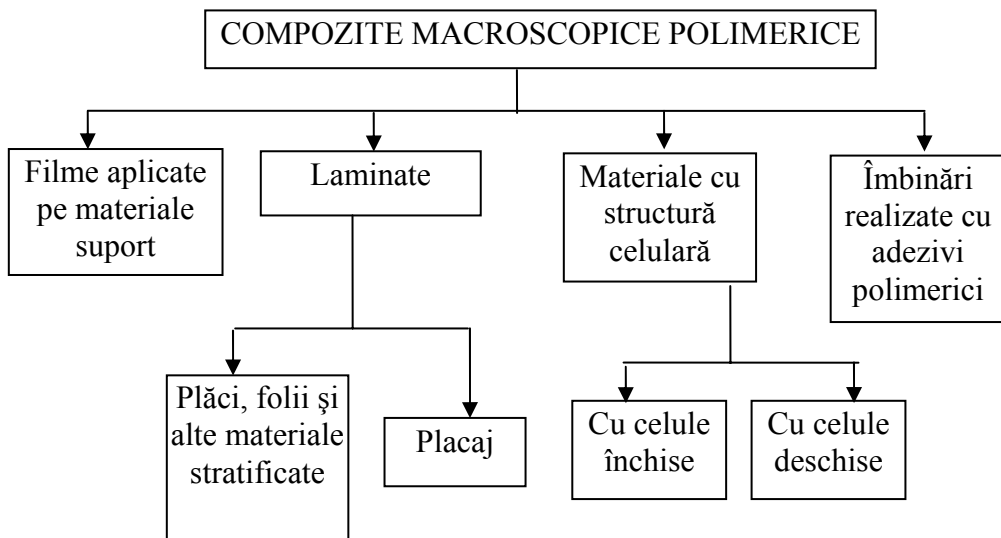 COMPOZITE MACROSCOPICE POLIMERICE
Filme aplicate
pe materiale
suport
Laminate
Materiale cu
structură
celulară
Îmbinări
realizate cu
adezivi
polimerici
Plăci, folii şi
alte materiale
stratificate
Placaj
Cu celule
închise
Cu celule
deschise